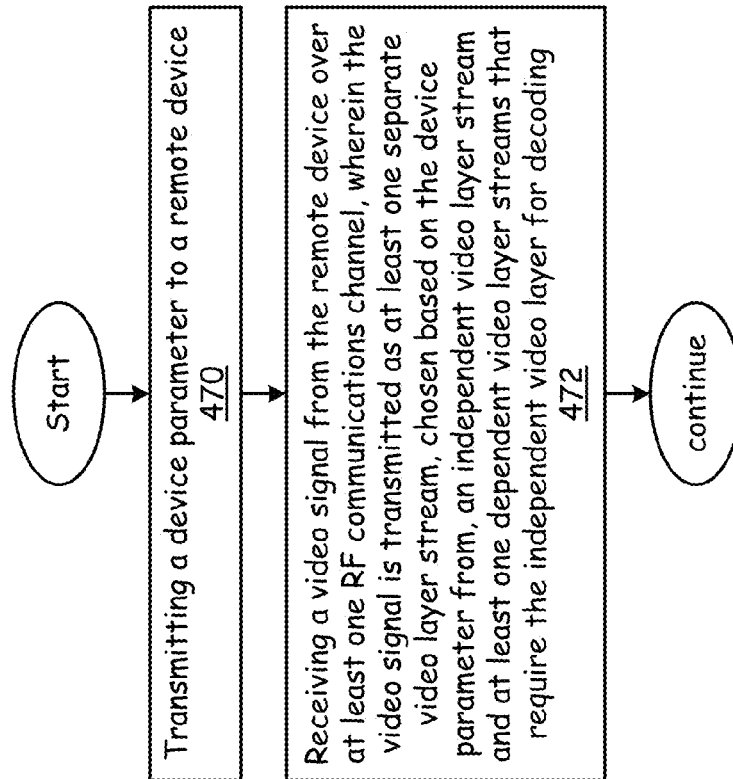 Start
Transmitting a device parameter to a remote device
470
Receiving a video signal from the remote device over
at least one RF communications channel, wherein the
video signal is transmitted as at least one separate
video layer stream, chosen based on the device
parameter from, an independent video layer stream
and at least one dependent video layer streams that
require the independent video layer for decoding
472
continue